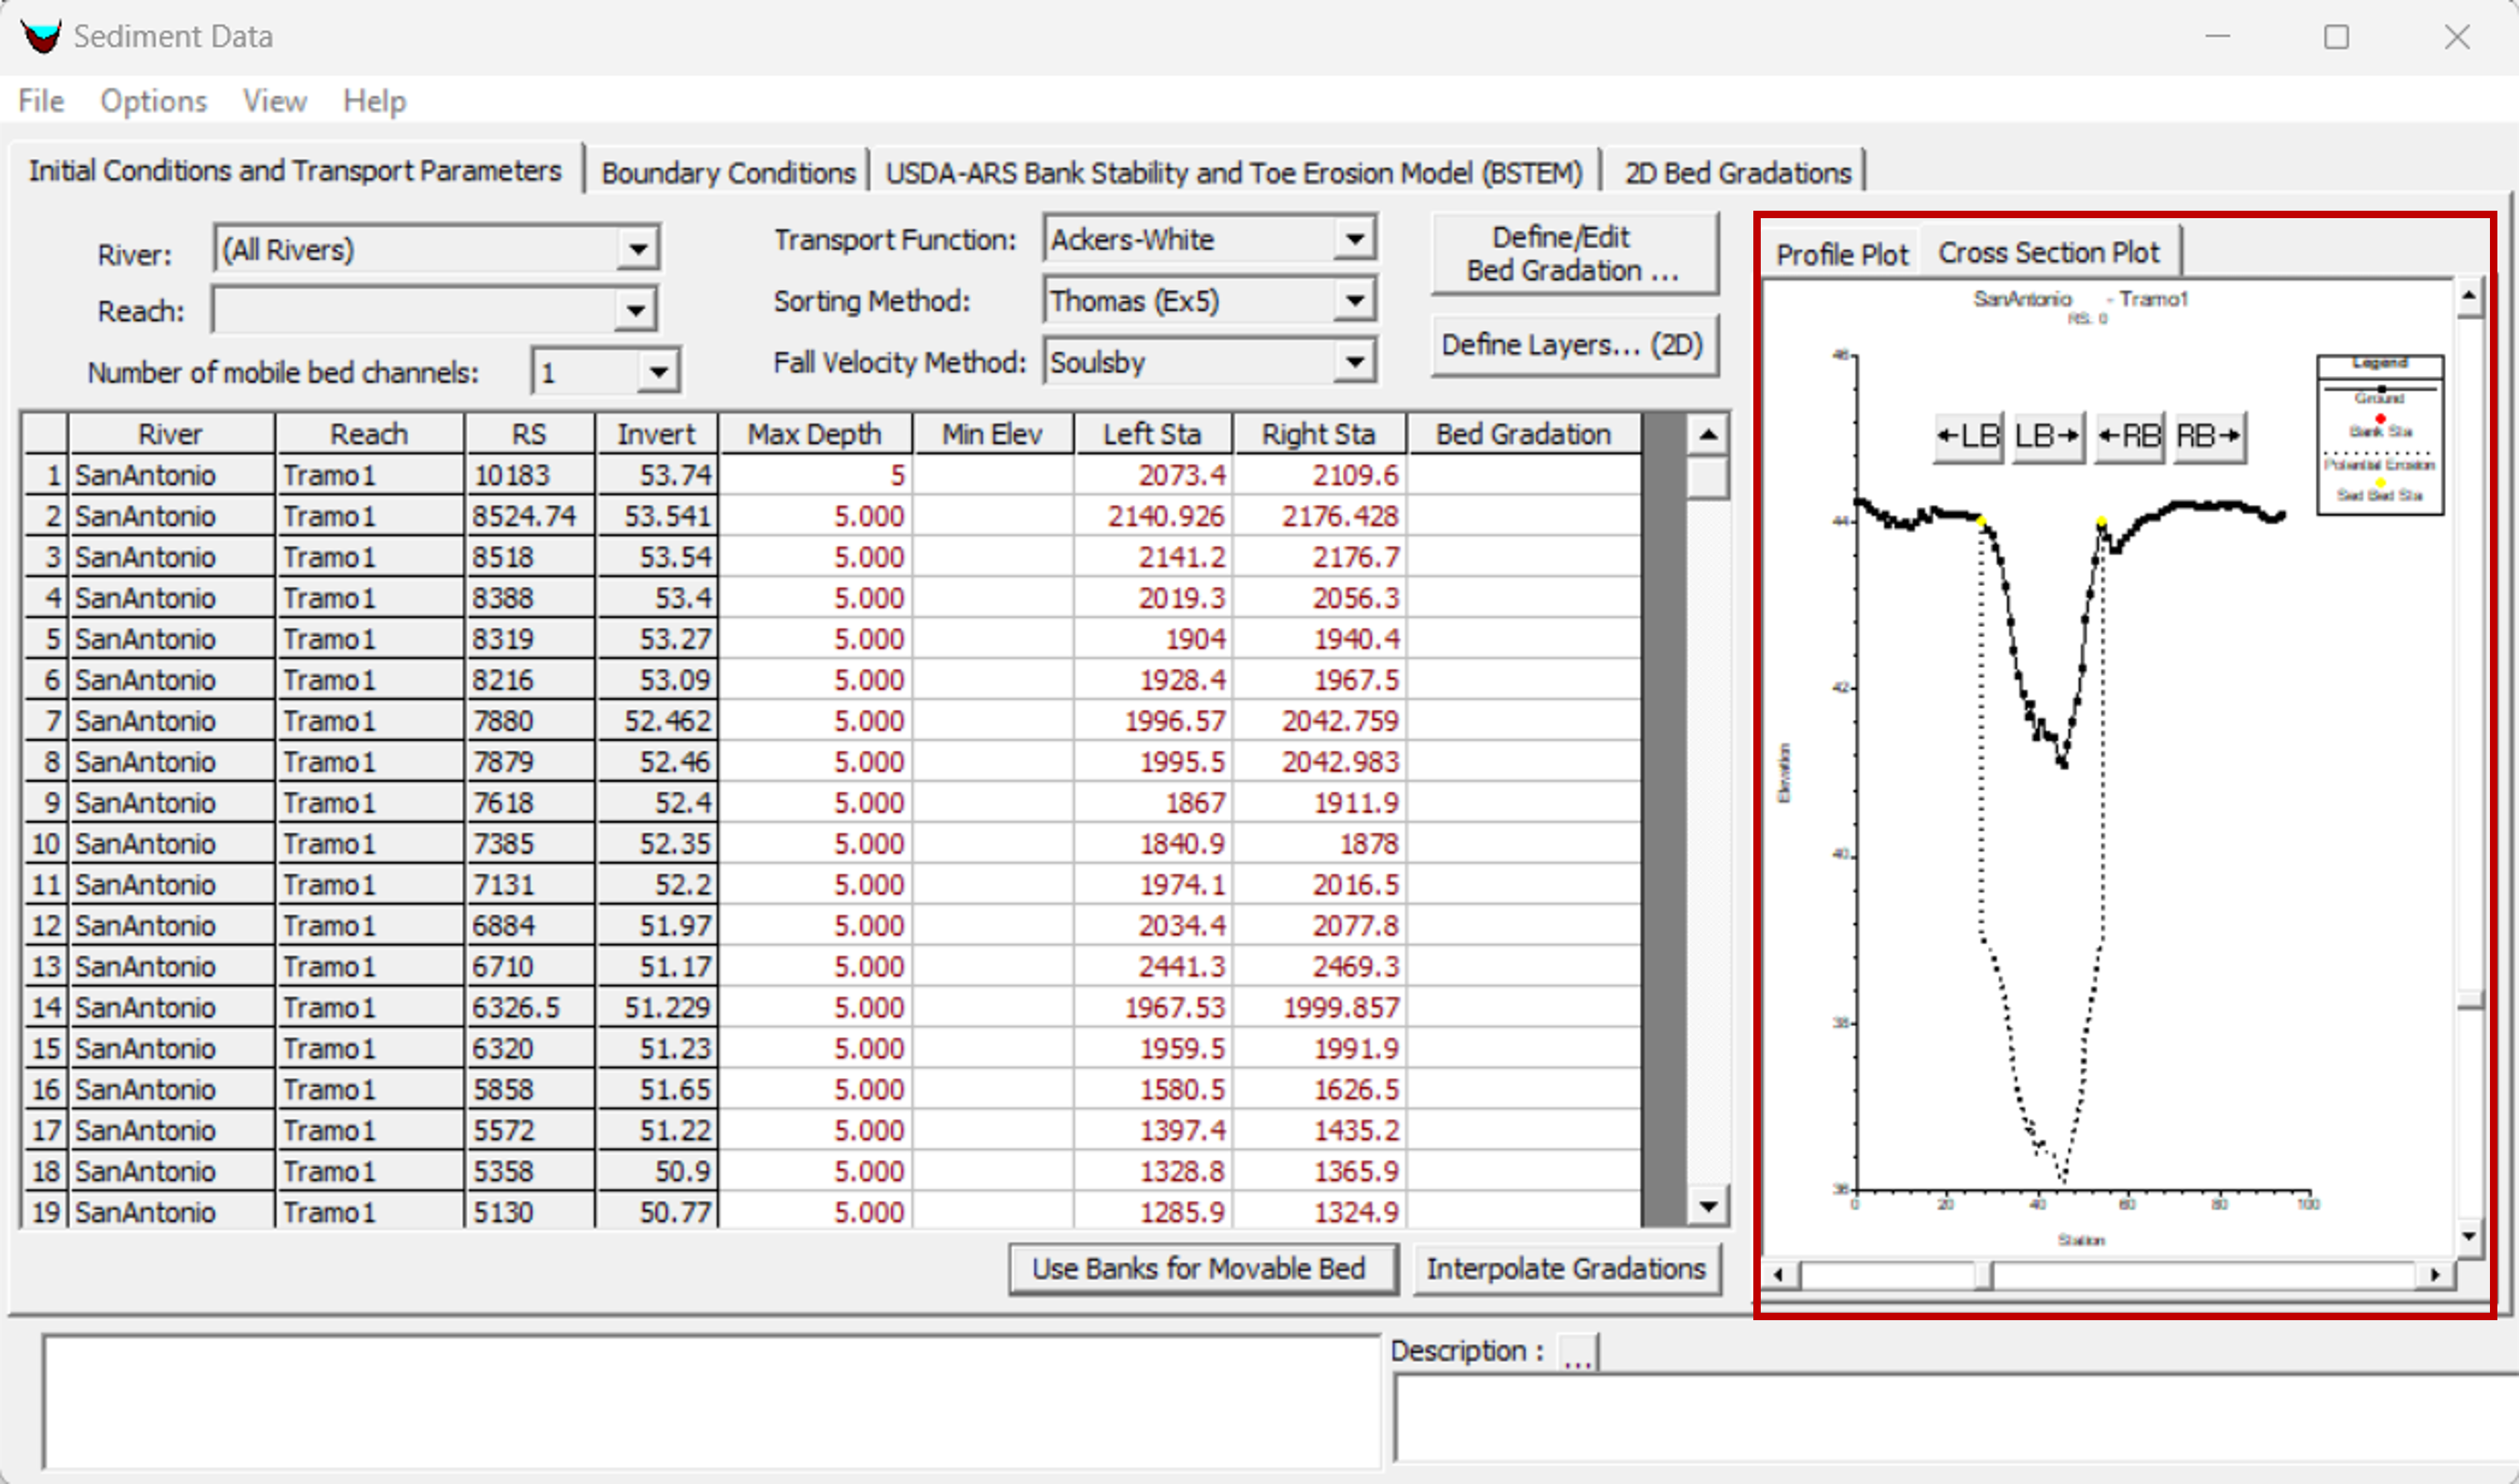 Sediment Data
File Options View Help
Initial Conditions and Transport Parameters Boundary Conditions USDA-ARS Bank Stability and Toe Erosion Model (BSTEM) 2D Bed Gradations
River: (All Rivers)
Reach:
Number of mobile bed channels: 1
Transport Function: Ackers-White
Sorting Method: Thomas (Ex5)
Fall Velocity Method: Soulsby
Define/Edit
Bed Gradation ...
Define Layers... (2D)
River Reach RS Invert Max Depth Min Elev Left Sta Right Sta Bed Gradation
1 SanAntonio Tramo1 10183 53.74 5 2073.4 2109.6
2 SanAntonio Tramo1 8524.74 53.541 5.000 2140.926 2176.428
3 SanAntonio Tramo1 8518 53.54 5.000 2141.2 2176.7
4 SanAntonio Tramo1 8388 53.4 5.000 2019.3 2056.3
5 SanAntonio Tramo1 8319 53.27 5.000 1904 1940.4
6 SanAntonio Tramo1 8216 53.09 5.000 1928.4 1967.5
7 SanAntonio Tramo1 7880 52.462 5.000 1996.57 2042.759
8 SanAntonio Tramo1 7879 52.46 5.000 1995.5 2042.983
9 SanAntonio Tramo1 7618 52.4 5.000 1867 1911.9
10 SanAntonio Tramo1 7385 52.35 5.000 1840.9 1878
11 SanAntonio Tramo1 7131 52.2 5.000 1974.1 2016.5
12 SanAntonio Tramo1 6884 51.97 5.000 2034.4 2077.8
13 SanAntonio Tramo1 6710 51.17 5.000 2441.3 2469.3
14 SanAntonio Tramo1 6326.5 51.229 5.000 1967.53 1999.857
15 SanAntonio Tramo1 6320 51.23 5.000 1959.5 1991.9
16 SanAntonio Tramo1 5858 51.65 5.000 1580.5 1626.5
17 SanAntonio Tramo1 5572 51.22 5.000 1397.4 1435.2
18 SanAntonio Tramo1 5358 50.9 5.000 1328.8 1365.9
19 SanAntonio Tramo1 5130 50.77 5.000 1285.9 1324.9
Use Banks for Movable Bed Interpolate Gradations
Profile Plot Cross Section Plot
SanAntonio - Tramo1
RS: 0
←LB LB→ ←RB RB→
Legend
Ground
Bank Sta
Potential Erosion
Sed Bed Sta
46
44
42
40
38
36
Elevation
0 20 40 60 80 100
Station
Description : ...